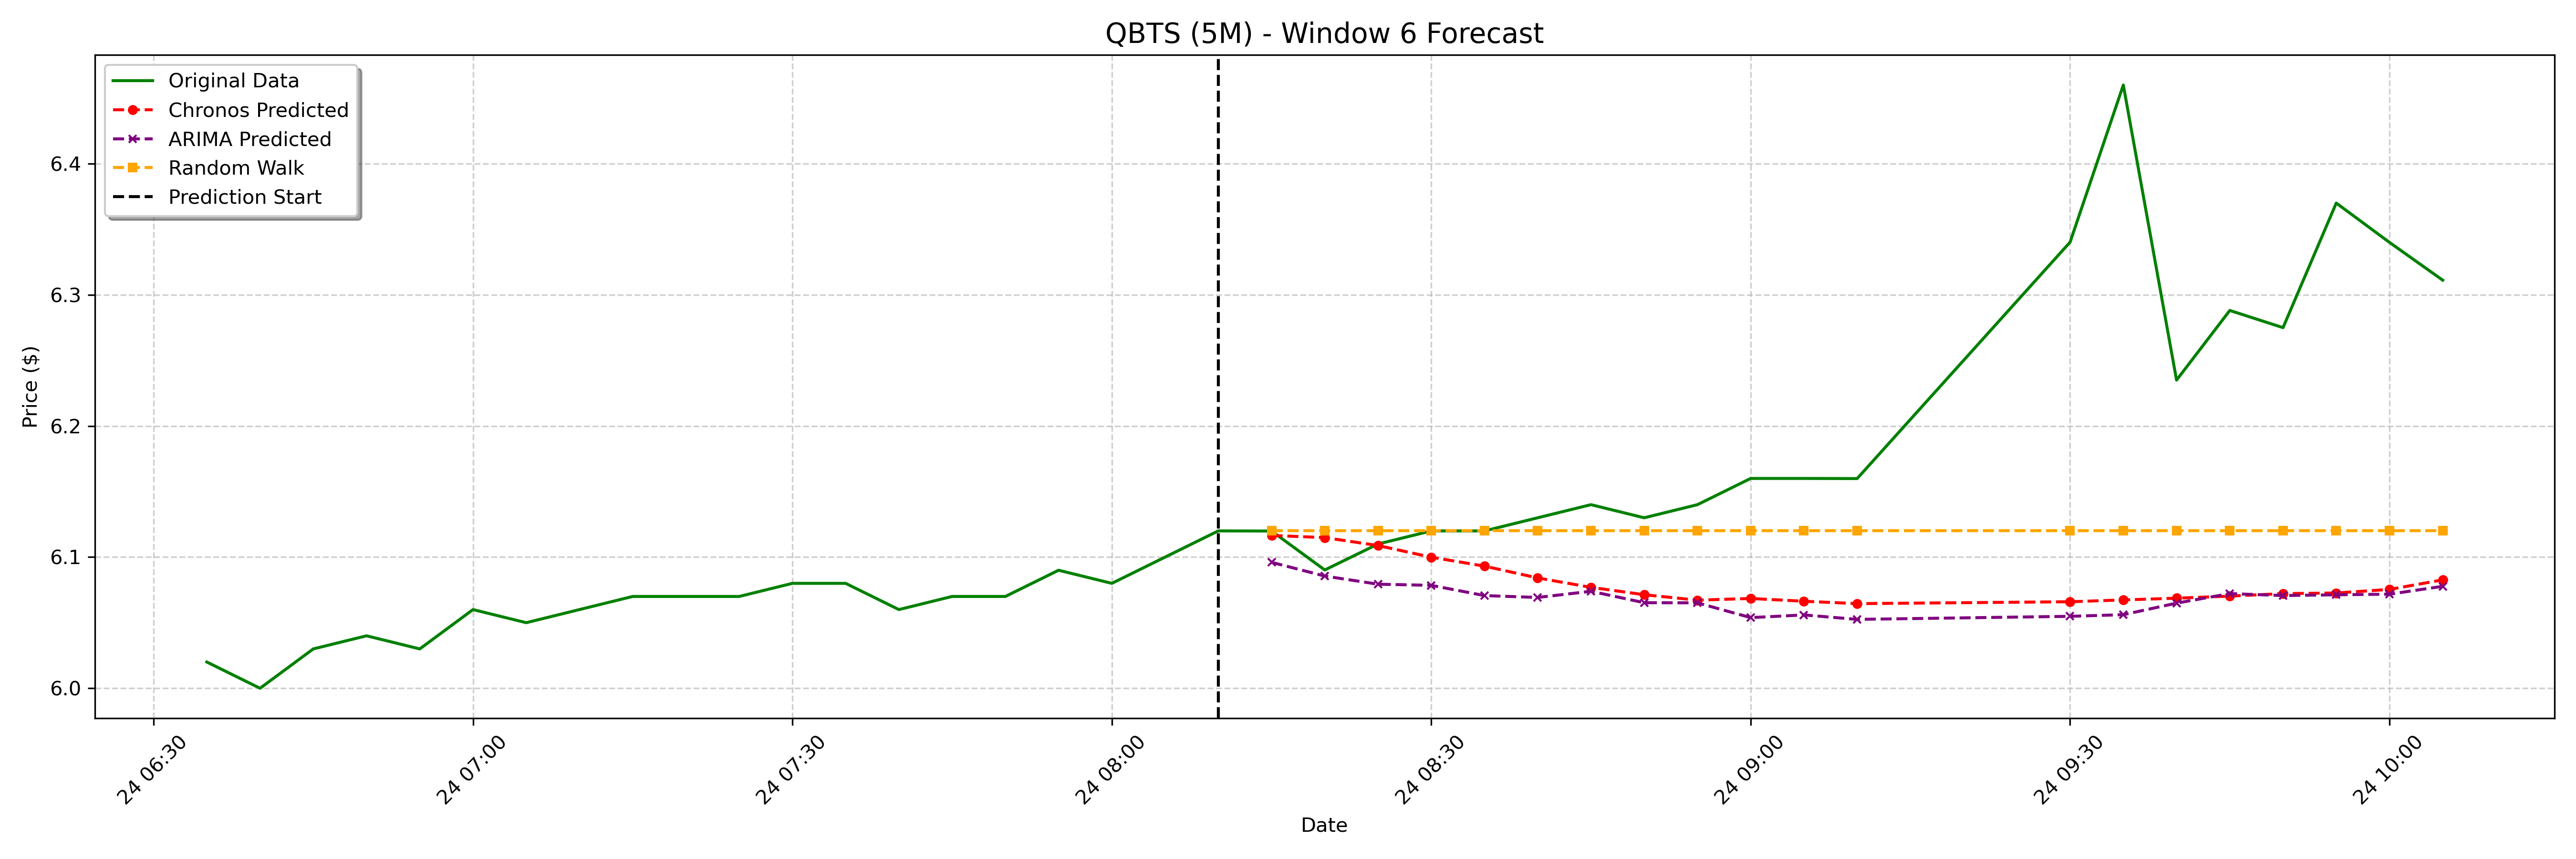 QBTS (5M) - Window 6 Forecast
Original Data
Chronos Predicted
ARIMA Predicted
Random Walk
Prediction Start
Price ($)
6.4
6.3
6.2
6.1
6.0
24 06:30
24 07:00
24 07:30
24 08:00
24 08:30
24 09:00
24 09:30
24 10:00
Date